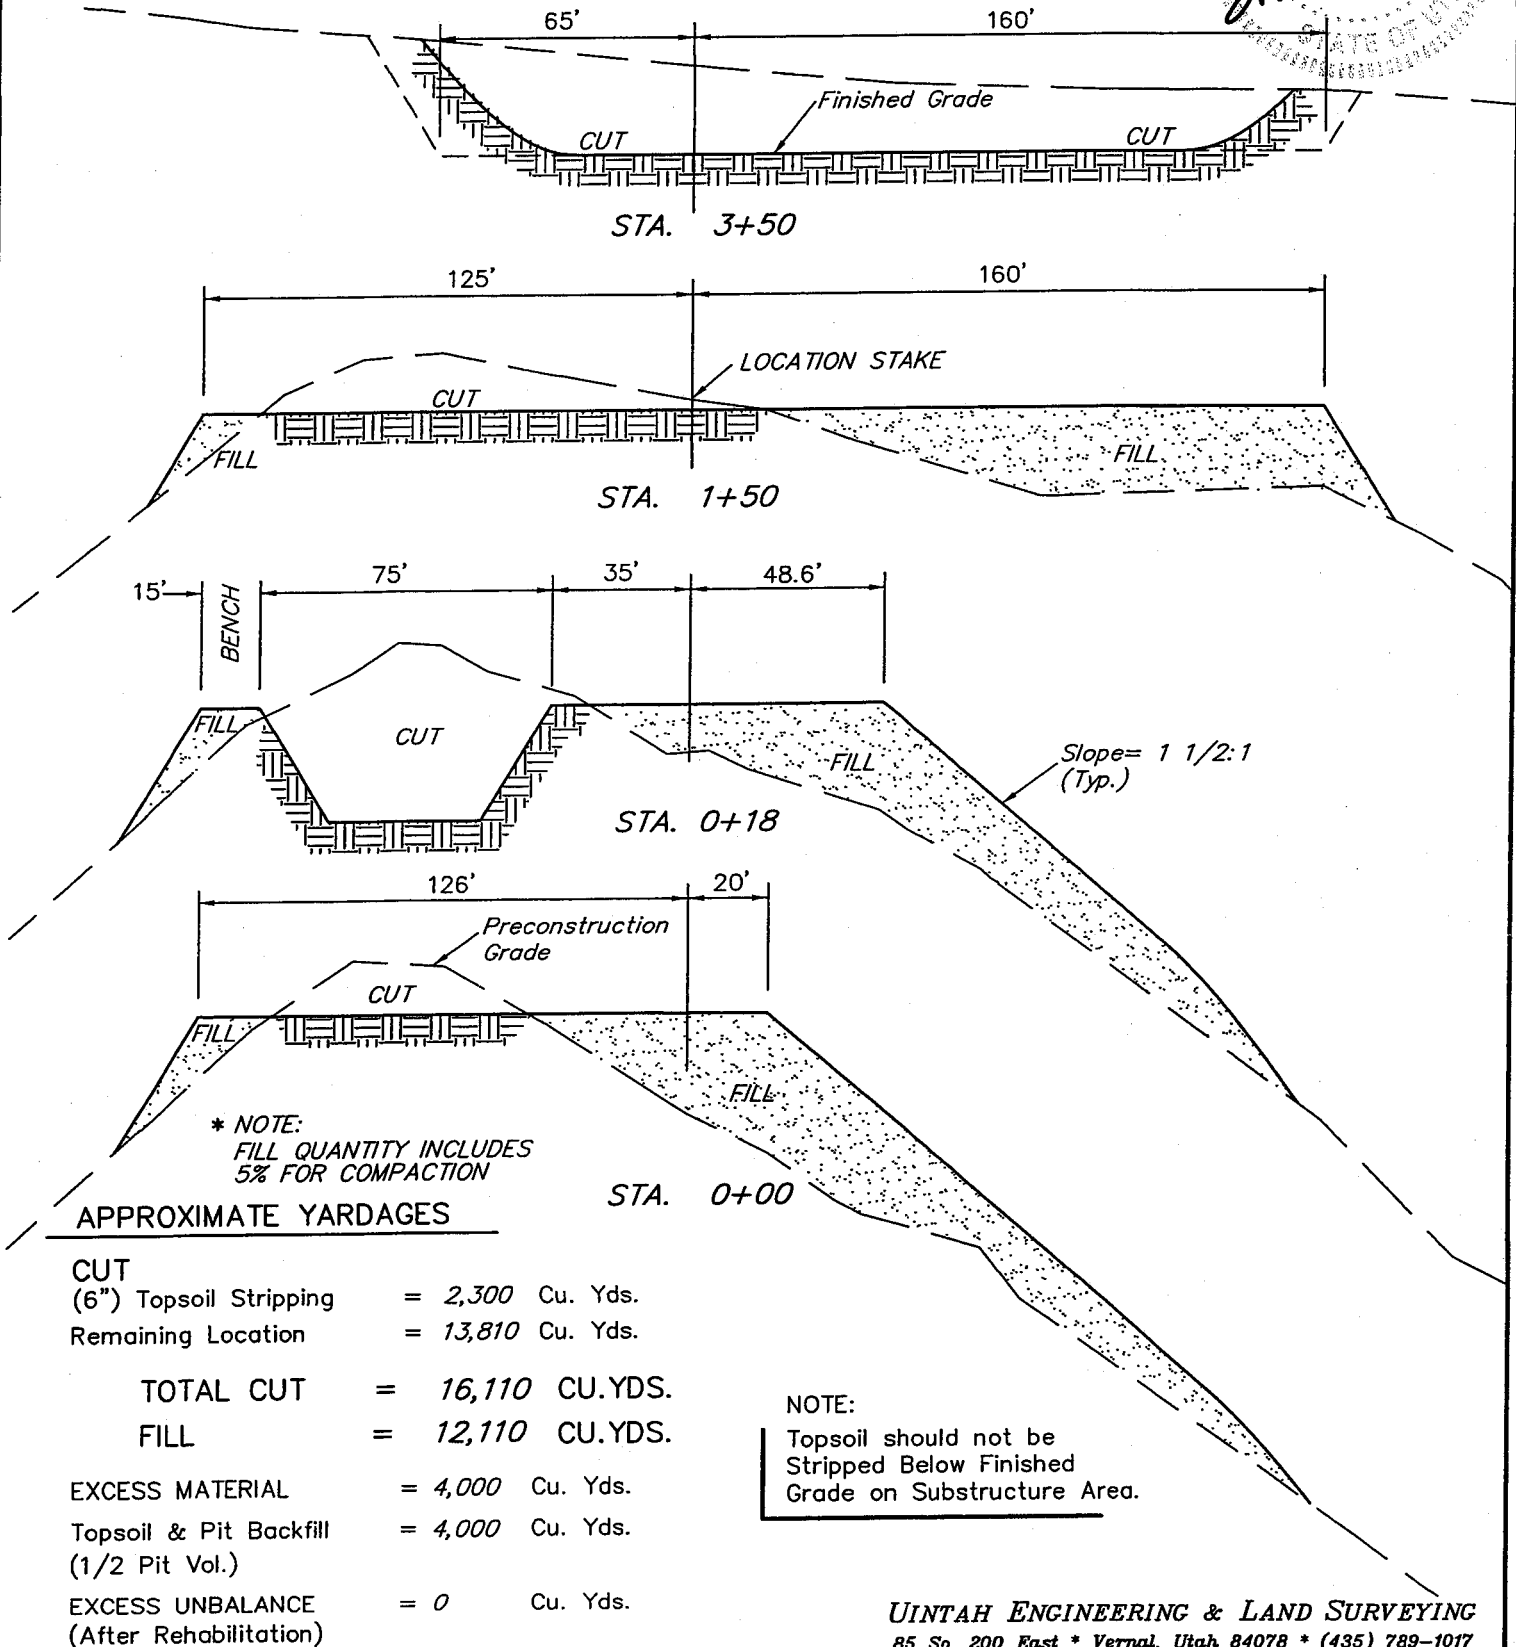 65' 160'
STATE OF UT
Finished Grade
CUT CUT
STA. 3+50
125' 160'
LOCATION STAKE
CUT
FILL FILL
STA. 1+50
15' BENCH 75' 35' 48.6'
FILL CUT FILL
Slope= 1 1/2:1
(Typ.)
STA. 0+18
126' 20'
Preconstruction
Grade
CUT
FILL
FILL
* NOTE:
FILL QUANTITY INCLUDES
5% FOR COMPACTION
STA. 0+00
APPROXIMATE YARDAGES
CUT
(6") Topsoil Stripping = 2,300 Cu. Yds.
Remaining Location = 13,810 Cu. Yds.
TOTAL CUT = 16,110 CU.YDS.
FILL = 12,110 CU.YDS.
EXCESS MATERIAL = 4,000 Cu. Yds.
Topsoil & Pit Backfill = 4,000 Cu. Yds.
(1/2 Pit Vol.)
EXCESS UNBALANCE = 0 Cu. Yds.
(After Rehabilitation)
NOTE:
Topsoil should not be
Stripped Below Finished
Grade on Substructure Area.
UINTAH ENGINEERING & LAND SURVEYING
85 So. 200 East * Vernal, Utah 84078 * (435) 789-1017